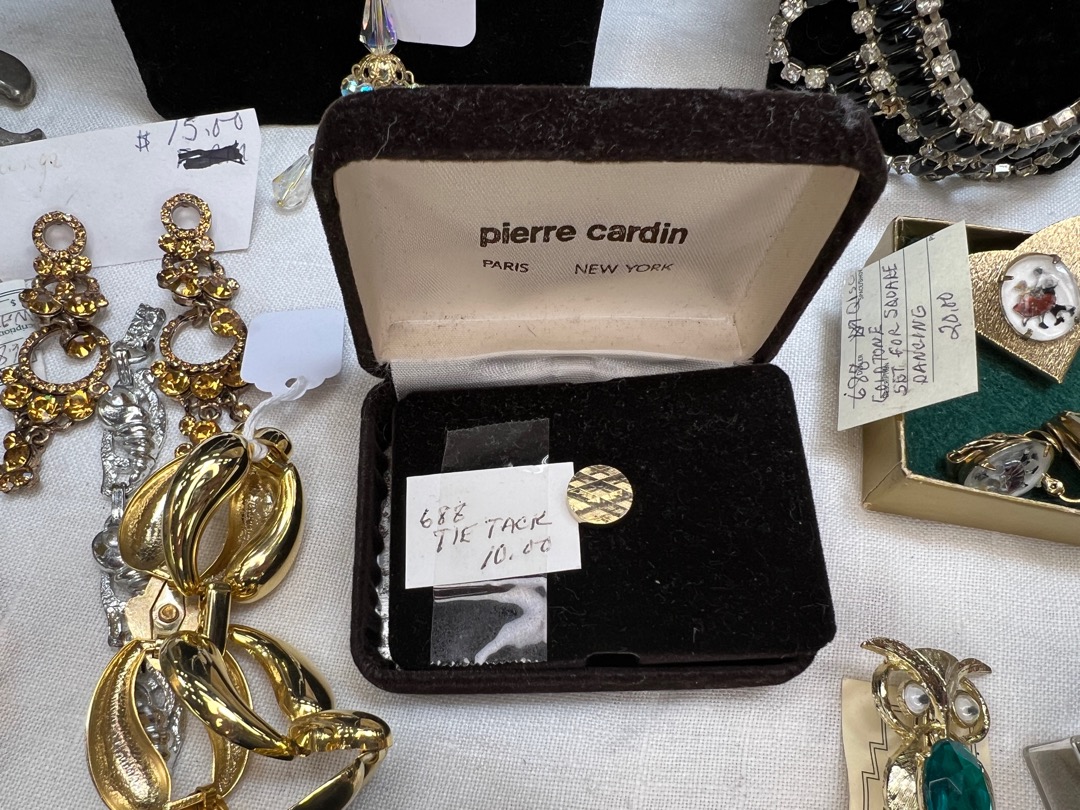 $ 15.00
pierre cardin
PARIS NEW YORK
688
TIE TACK
10.00
688
GOLDTONE
SET FOR SQUARE
DANCING
20.00